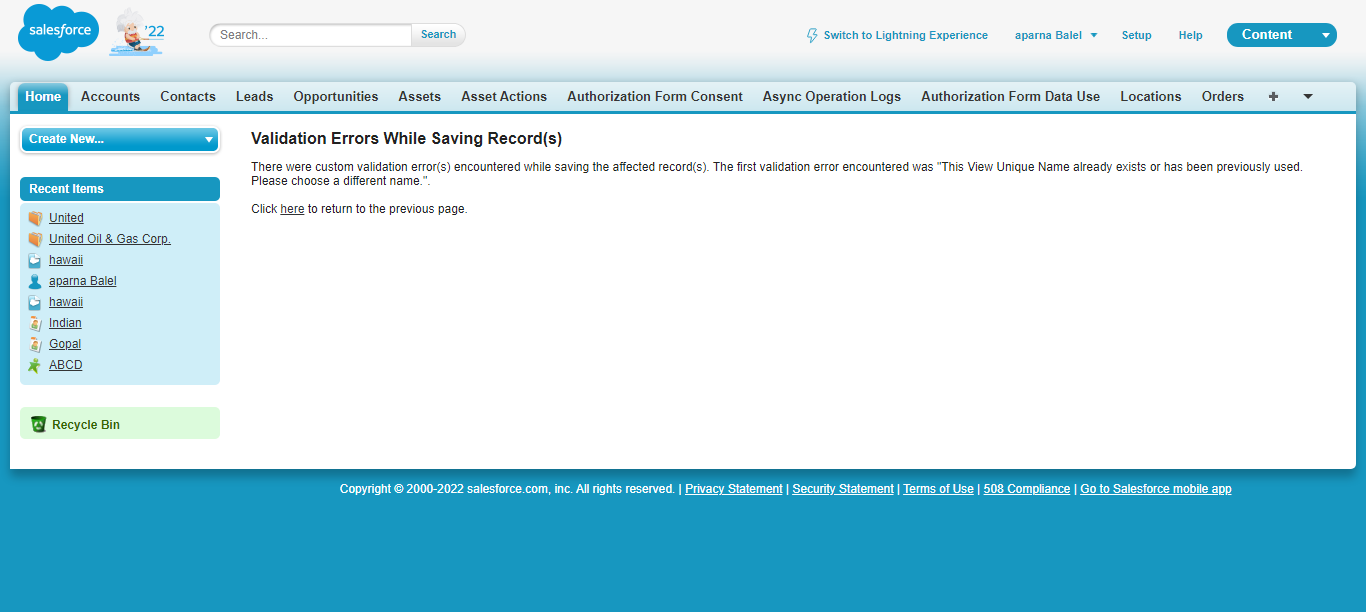 salesforce
'22
Search...
Search
Switch to Lightning Experience
aparna Balel
Setup
Help
Content
Home Accounts Contacts Leads Opportunities Assets Asset Actions Authorization Form Consent Async Operation Logs Authorization Form Data Use Locations Orders
Create New...
Recent Items
United
United Oil & Gas Corp.
hawaii
aparna Balel
hawaii
Indian
Gopal
ABCD
Recycle Bin
Validation Errors While Saving Record(s)
There were custom validation error(s) encountered while saving the affected record(s). The first validation error encountered was "This View Unique Name already exists or has been previously used.
Please choose a different name.".
Click here to return to the previous page.
Copyright © 2000-2022 salesforce.com, inc. All rights reserved. | Privacy Statement | Security Statement | Terms of Use | 508 Compliance | Go to Salesforce mobile app